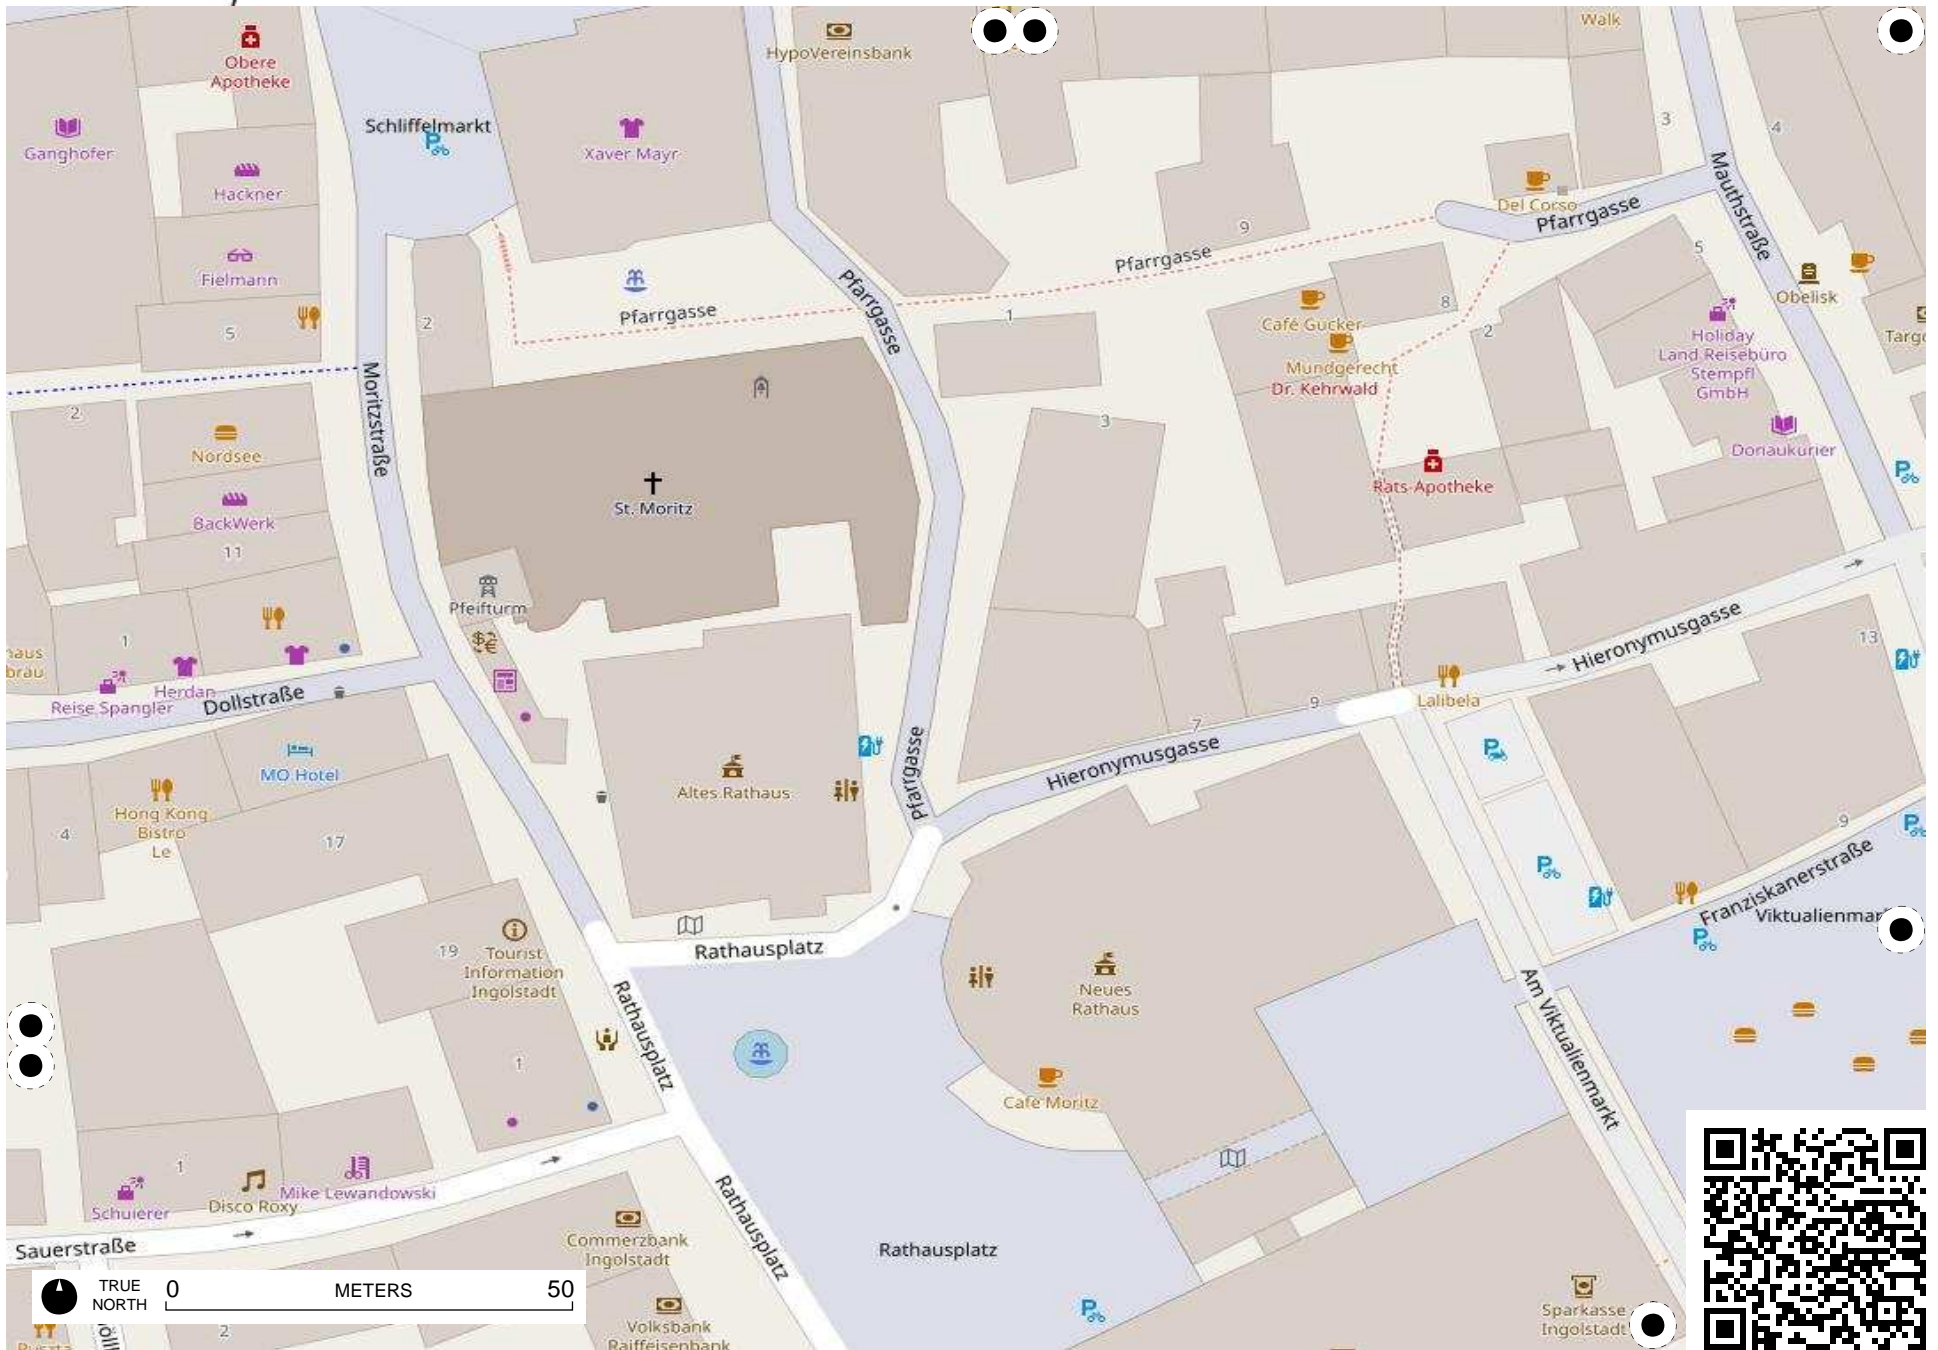 HypoVereinsbank
Walk
Obere
Apotheke
Schliffelmarkt
Xaver Mayr
Ganghofer
Hackner
3
4
Mauthstraße
Del Corso
Pfarrgasse
9
Pfarrgasse
5
Fielmann
Pfarrgasse
Pfarrgasse
Obelisk
5
2
1
8
2
Café Gucker
Mundgerecht
Dr. Kehrwald
Holiday
Land Reisebüro
Stempfl
GmbH
Moritzstraße
2
3
Nordsee
Donaukurier
BackWerk
St. Moritz
Rats-Apotheke
11
Pfeifturm
Hieronymusgasse
13
1
Herdan
Reise Spangler
Dollstraße
Lalibela
9
7
Hieronymusgasse
Pfarrgasse
MO Hotel
Altes Rathaus
Hong Kong
Bistro
Le
4
17
9
Franziskanerstraße
Rathausplatz
19
Tourist
Information
Ingolstadt
Neues
Rathaus
Am Viktualienmarkt
Rathausplatz
1
Café Moritz
1
Schuierer
Disco Roxy
Mike Lewandowski
Rathausplatz
Commerzbank
Ingolstadt
Rathausplatz
Sauerstraße
TRUE
NORTH
0 METERS 50
2
Volksbank
Raiffeisenbank
Sparkasse
Ingolstadt